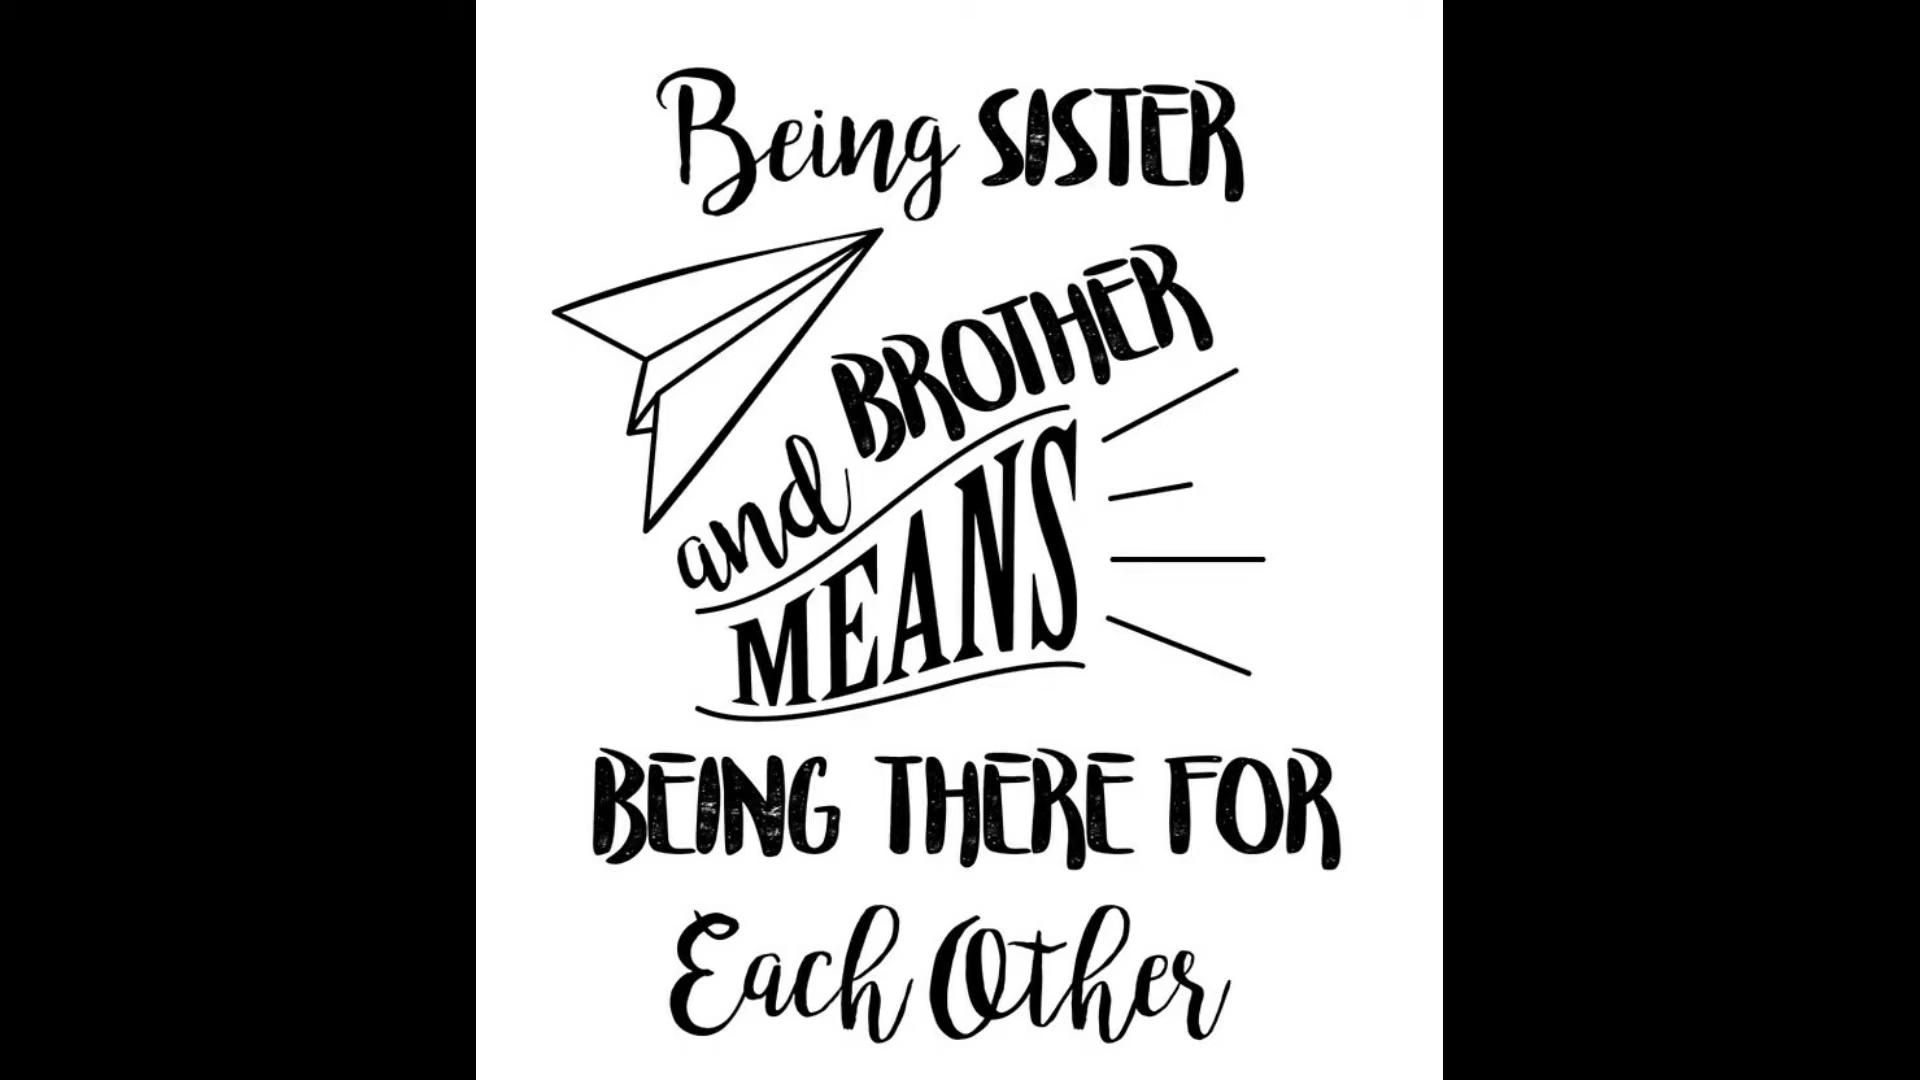 Being SISTER
and BROTHER
MEANS
BEING THERE FOR
Each Other